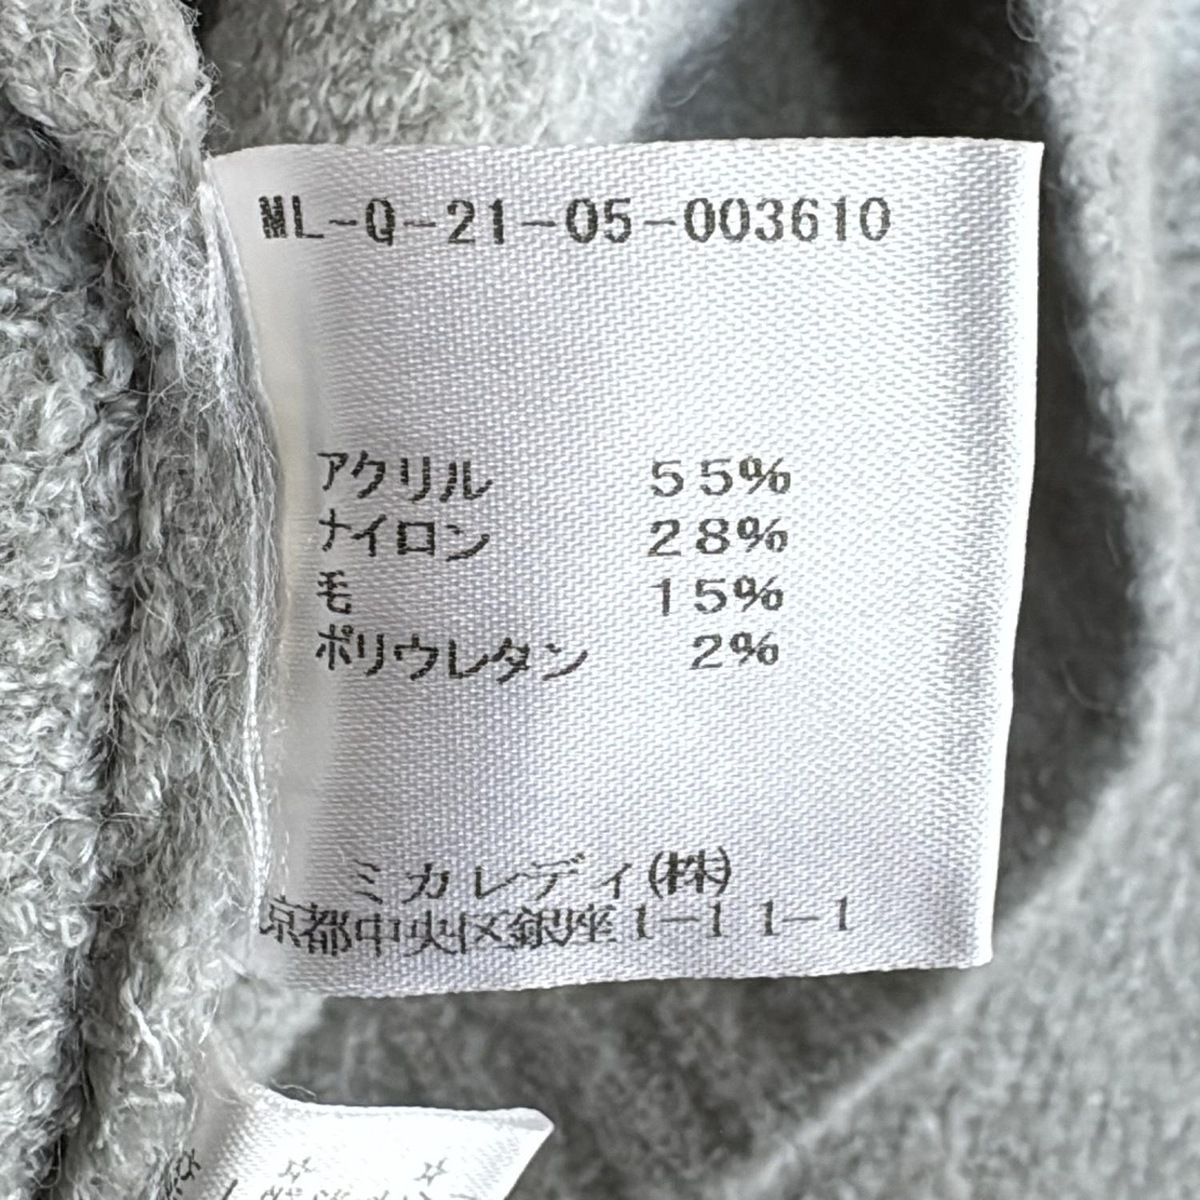 ML-Q-21-05-003610
アクリル 55%
ナイロン 28%
毛 15%
ポリウレタン 2%
ミカレディ(株)
京都中央区銀座1-11-1